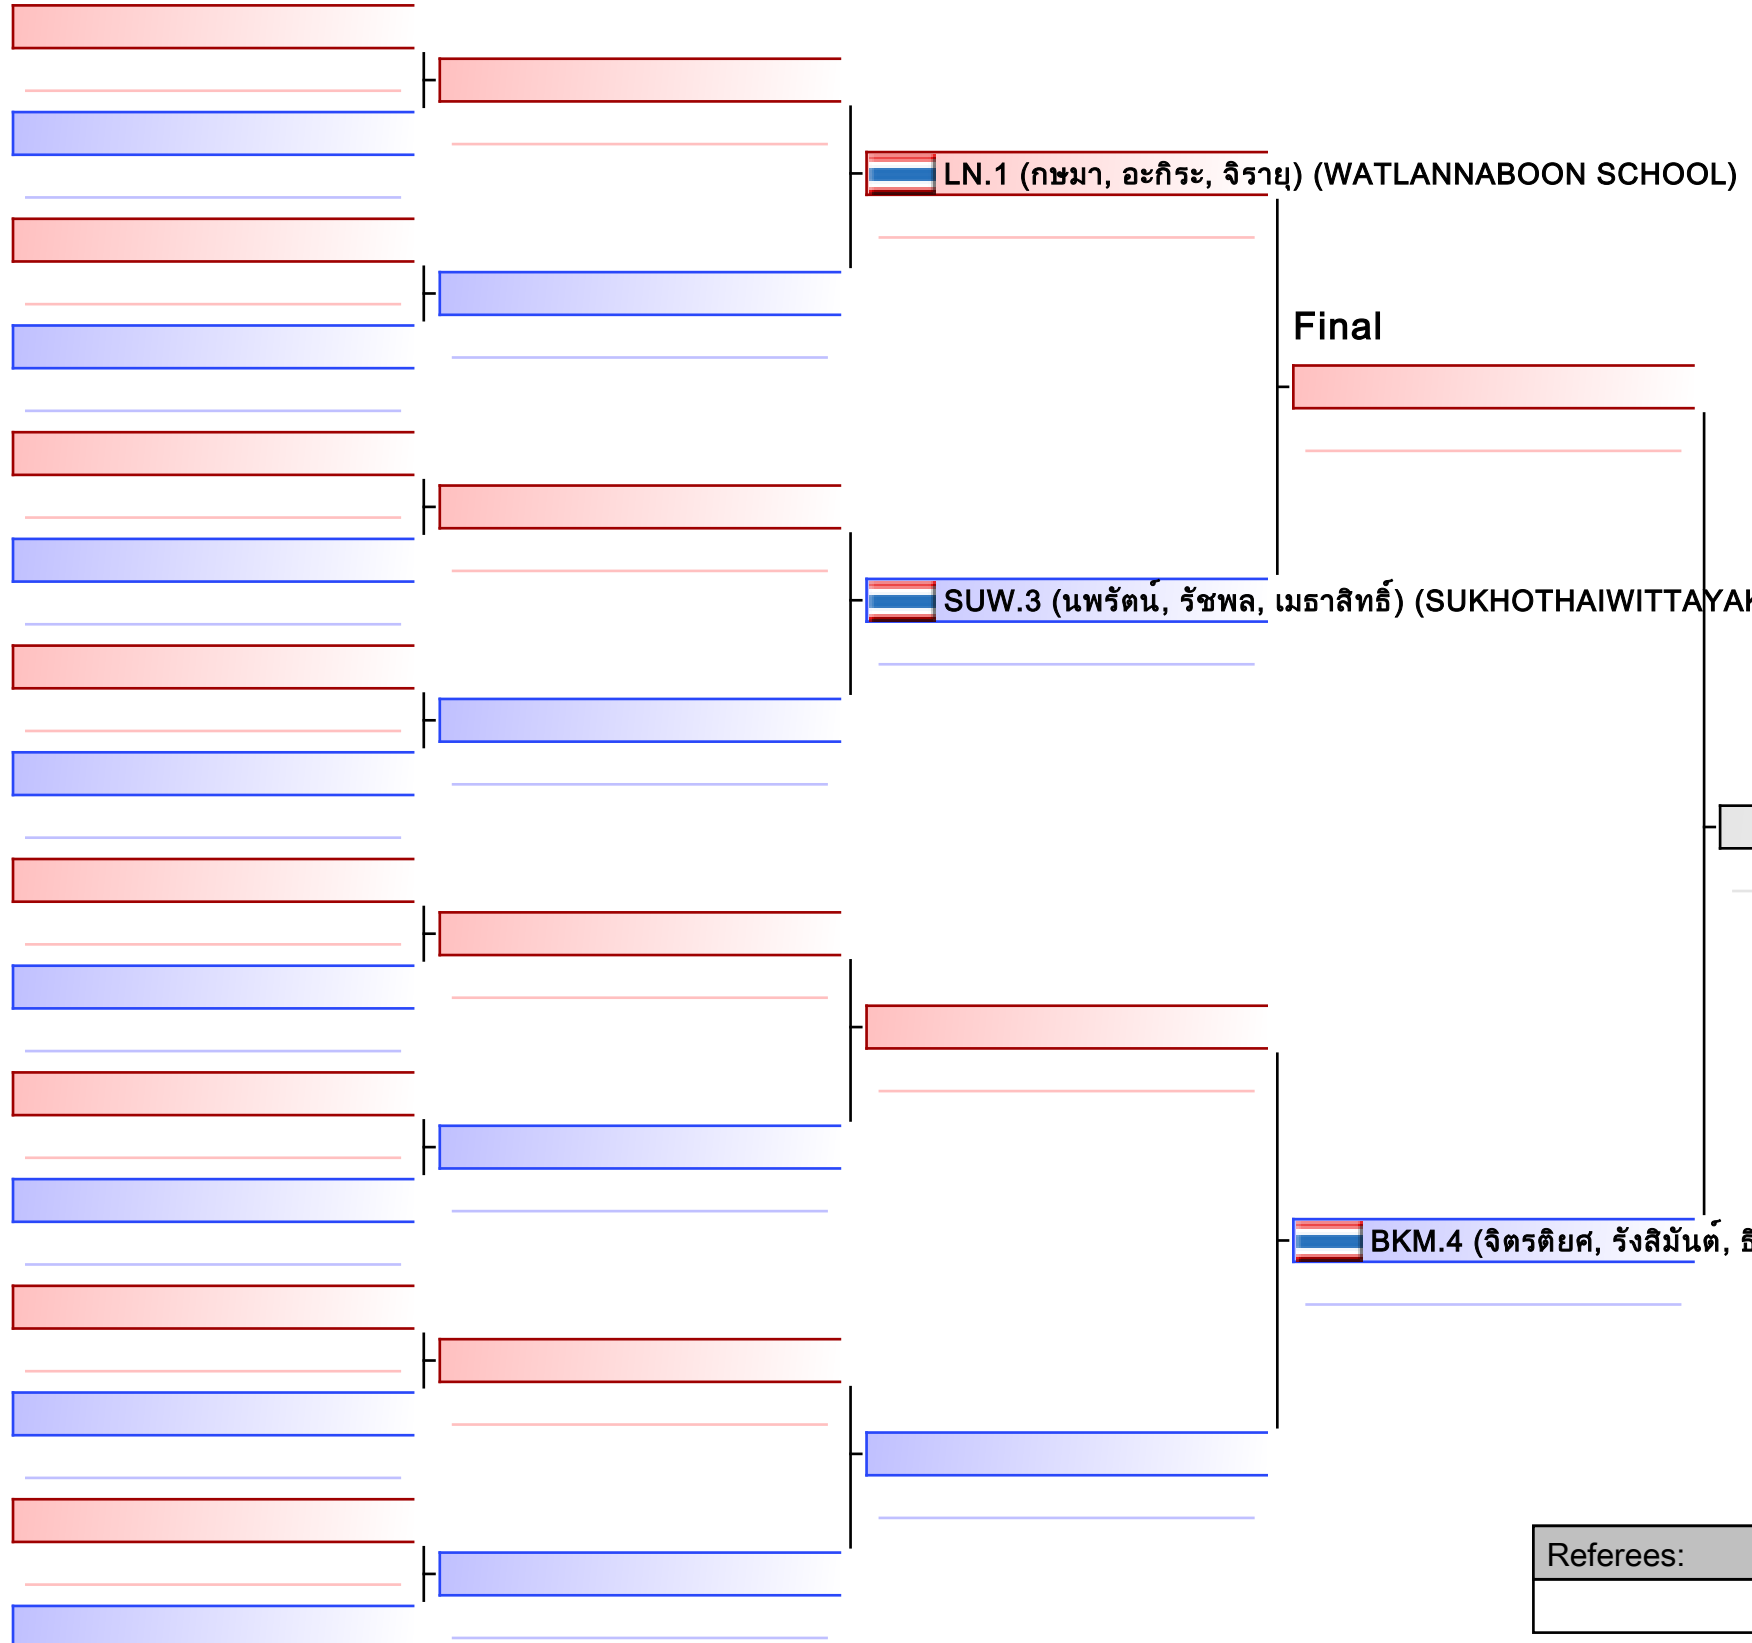 LN.1 (กษมา, อะกิระ, จิรายุ) (WATLANNABOON SCHOOL)
Final
SUW.3 (นพรัตน์, รัชพล, เมธาสิทธิ์) (SUKHOTHAIWITTAYAK
BKM.4 (จิตรติยศ, รังสิมันต์,
Referees: